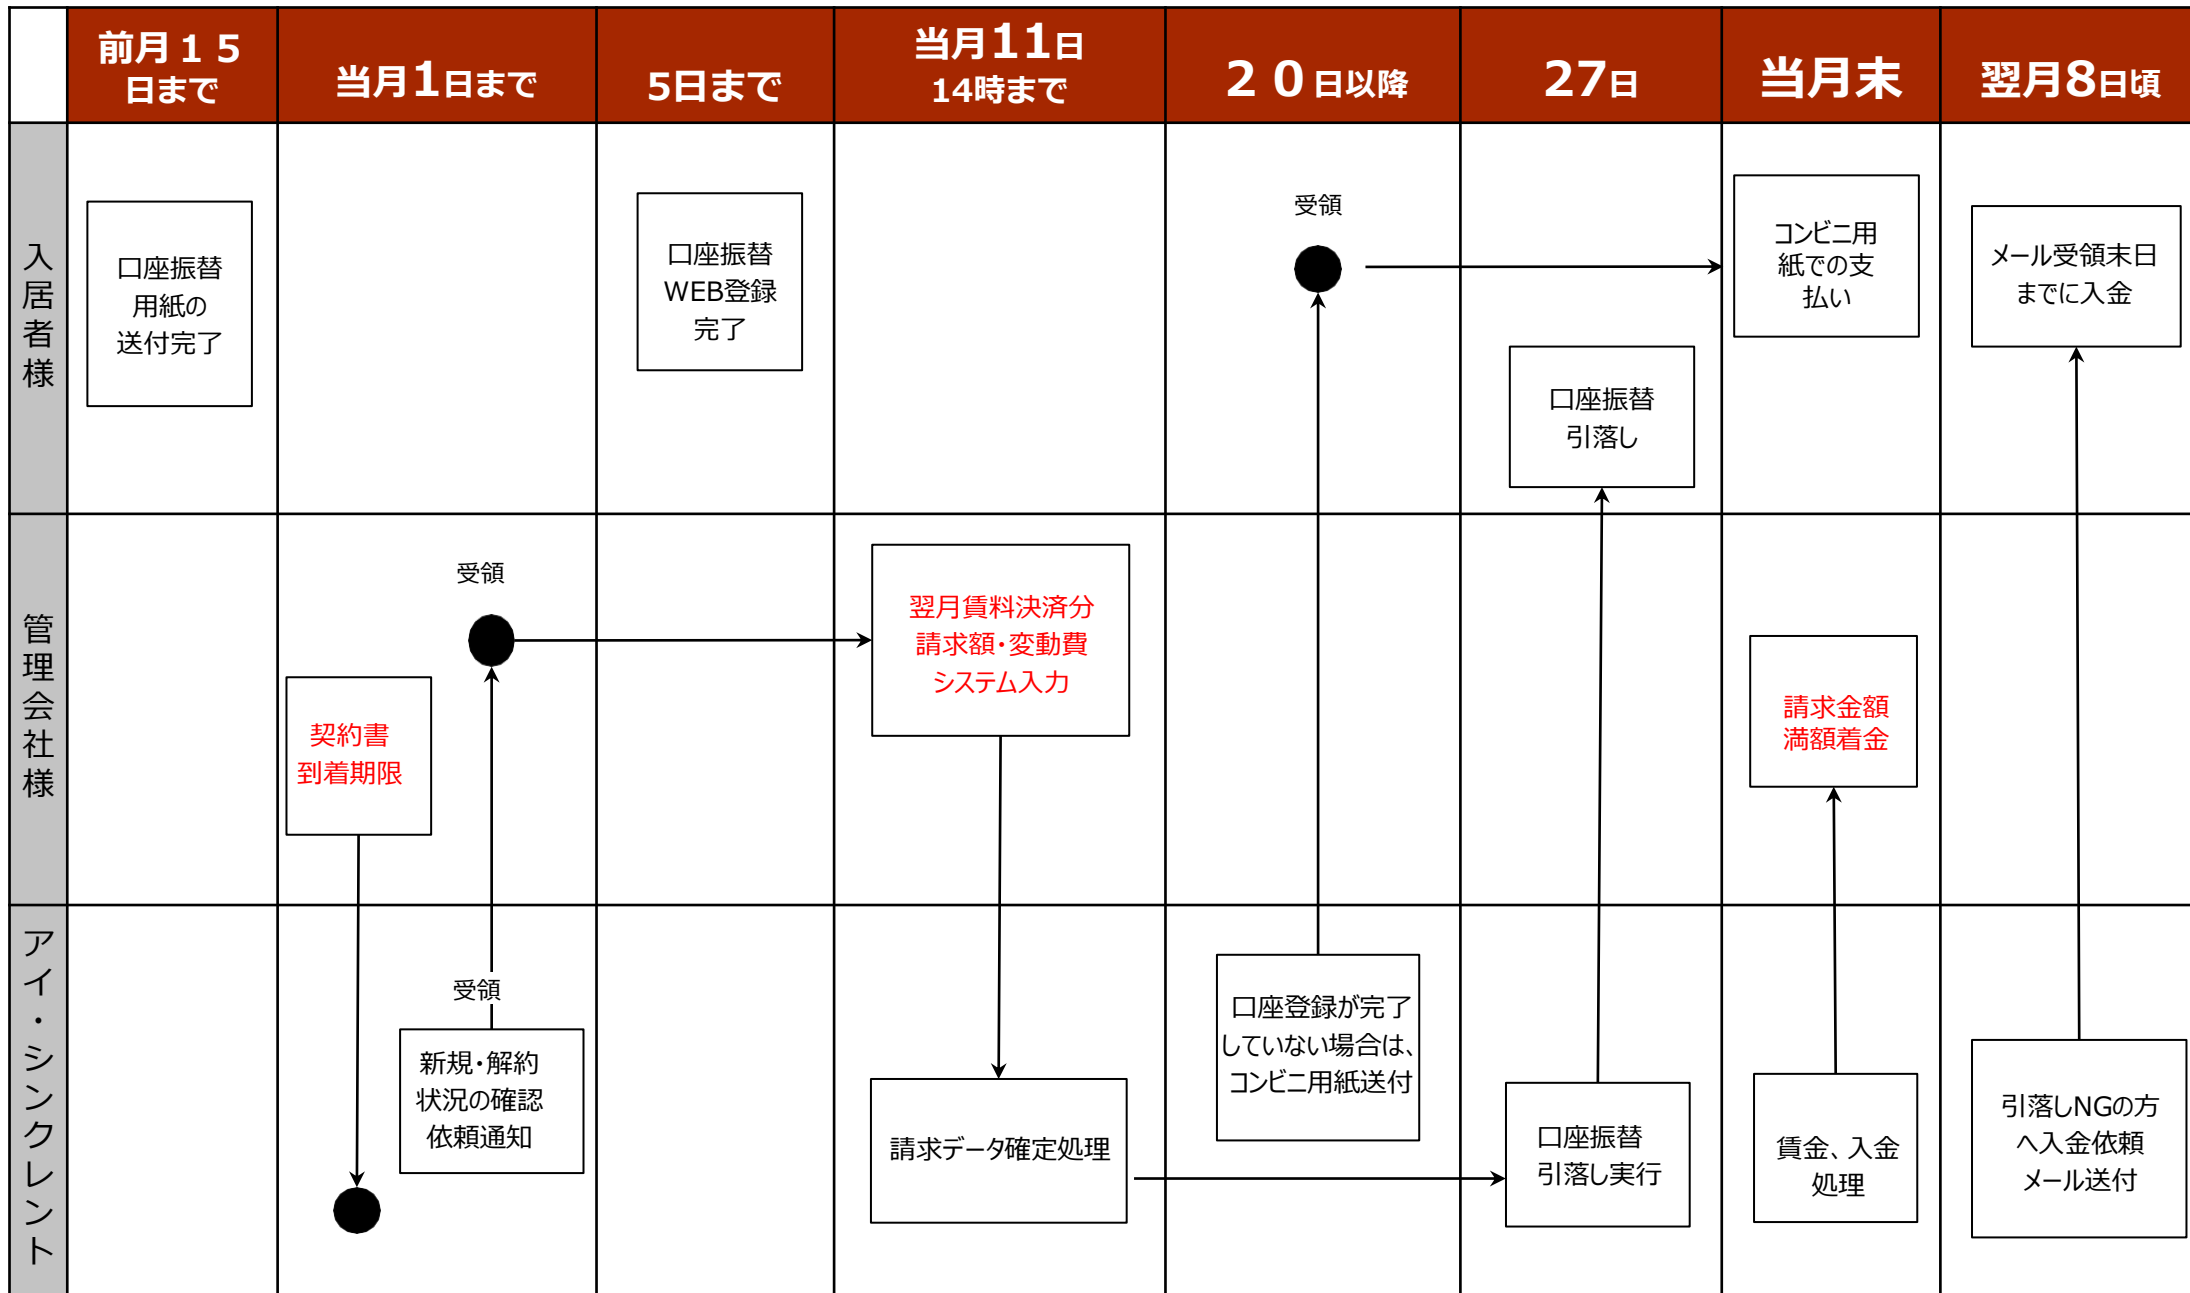 前月１５
日まで
当月1日まで
5日まで
当月11日
14時まで
２０日以降
27日
当月末
翌月8日頃
入居者様
口座振替
用紙の
送付完了
口座振替
WEB登録
完了
受領
口座振替
引落し
コンビニ用
紙での支
払い
メール受領末日
までに入金
管理会社様
契約書
到着期限
受領
翌月賃料決済分
請求額・変動費
システム入力
請求金額
満額着金
アイ・シンクレント
受領
新規・解約
状況の確認
依頼通知
請求データ確定処理
口座登録が完了
していない場合は、
コンビニ用紙送付
口座振替
引落し実行
賃金、入金
処理
引落しNGの方
へ入金依頼
メール送付